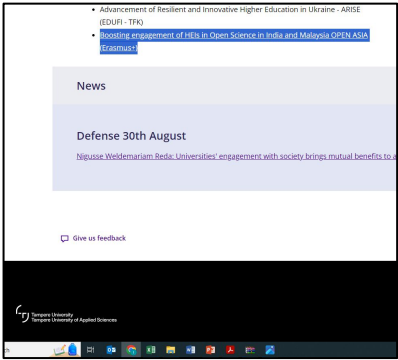 Advancement of Resilient and Innovative Higher Education in Ukraine - ARISE
(EDUFI - TFK)
Boosting engagement of HEIs in Open Science in India and Malaysia OPEN ASIA
(Erasmus+)
News
Defense 30th August
Nigusse Weldemariam Reda: Universities' engagement with society brings mutual benefits to a
Give us feedback
Tampere University
Tampere University of Applied Sciences